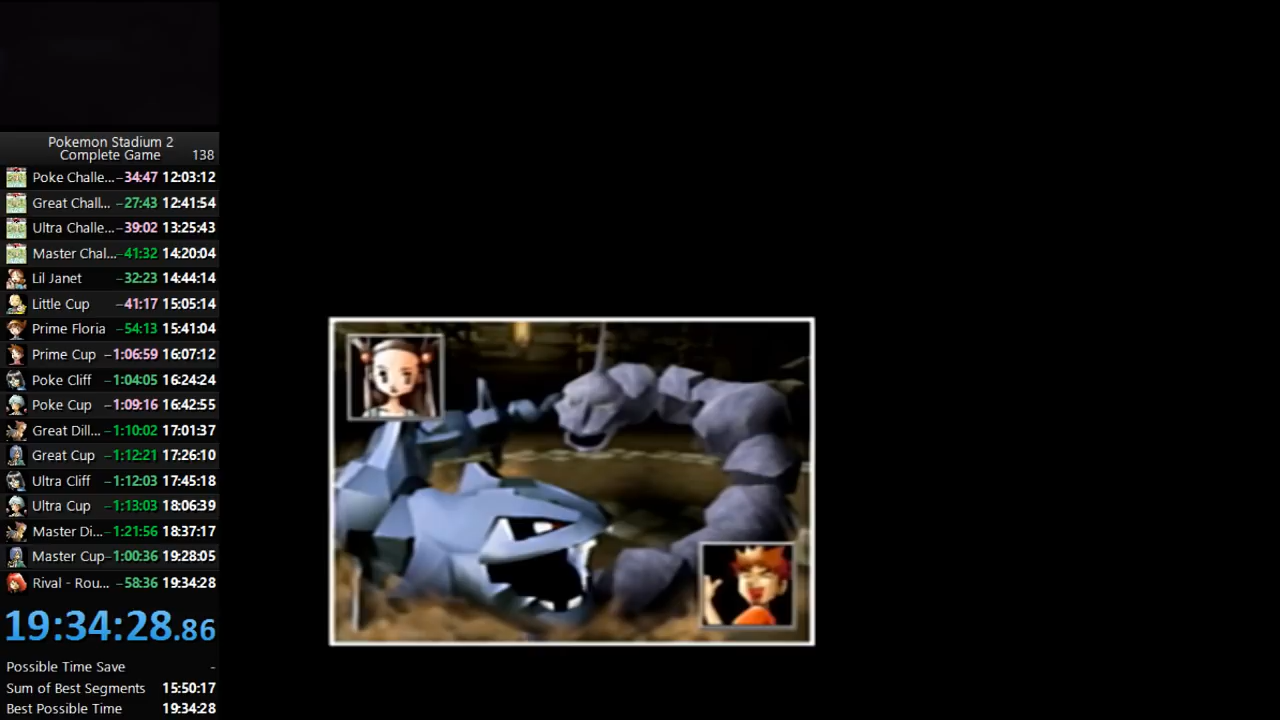 Pokemon Stadium 2
Complete Game 138
Poke Challe... −34:47 12:03:12
Great Chall... −27:43 12:41:54
Ultra Challe... −39:02 13:25:43
Master Chal... −41:32 14:20:04
Lil Janet −32:23 14:44:14
Little Cup −41:17 15:05:14
Prime Floria −54:13 15:41:04
Prime Cup −1:06:59 16:07:12
Poke Cliff −1:04:05 16:24:24
Poke Cup −1:09:16 16:42:55
Great Dill... −1:10:02 17:01:37
Great Cup −1:12:21 17:26:10
Ultra Cliff −1:12:03 17:45:18
Ultra Cup −1:13:03 18:06:39
Master Di... −1:21:56 18:37:17
Master Cup −1:00:36 19:28:05
Rival - Rou... −58:36 19:34:28
19:34:28.86
Possible Time Save -
Sum of Best Segments 15:50:17
Best Possible Time 19:34:28